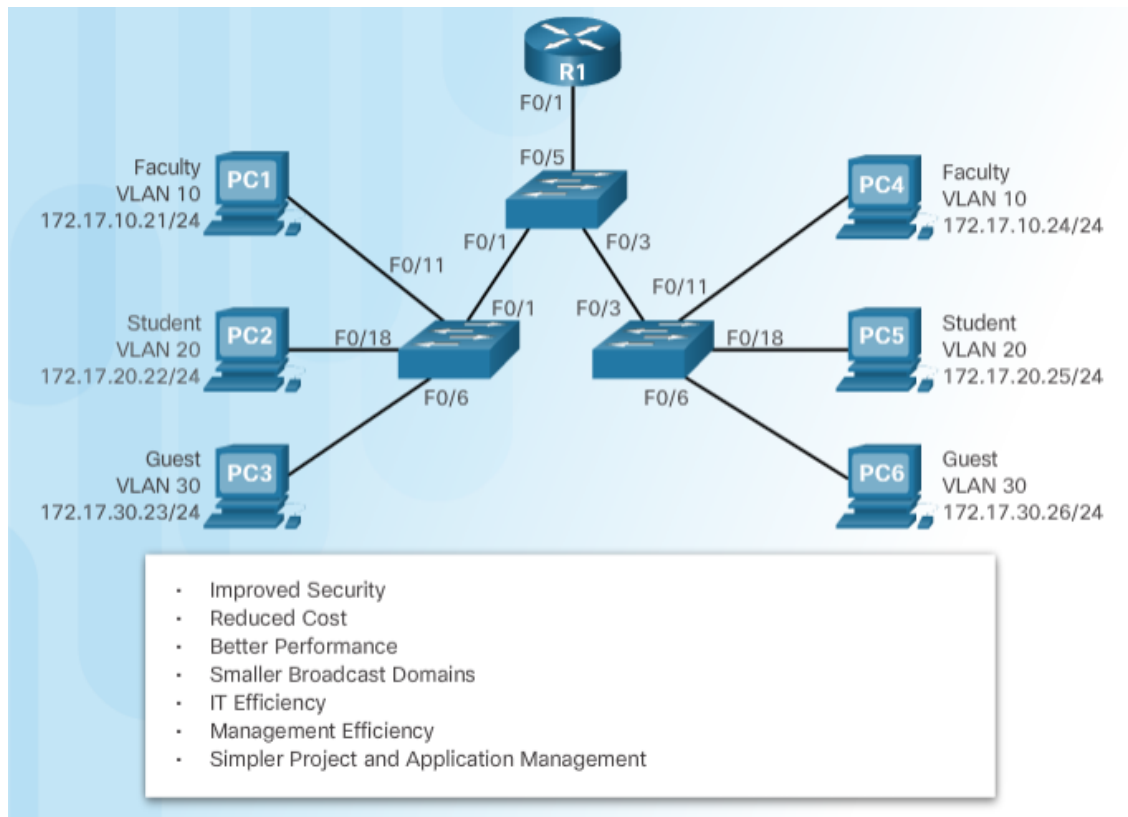 R1
F0/1
F0/5
Faculty
VLAN 10
172.17.10.21/24
PC1
PC4
Faculty
VLAN 10
172.17.10.24/24
F0/1
F0/3
F0/11
F0/11
F0/1
F0/3
Student
VLAN 20
172.17.20.22/24
PC2
F0/18
F0/18
PC5
Student
VLAN 20
172.17.20.25/24
F0/6
F0/6
Guest
VLAN 30
172.17.30.23/24
PC3
PC6
Guest
VLAN 30
172.17.30.26/24
· Improved Security
· Reduced Cost
· Better Performance
· Smaller Broadcast Domains
· IT Efficiency
· Management Efficiency
· Simpler Project and Application Management